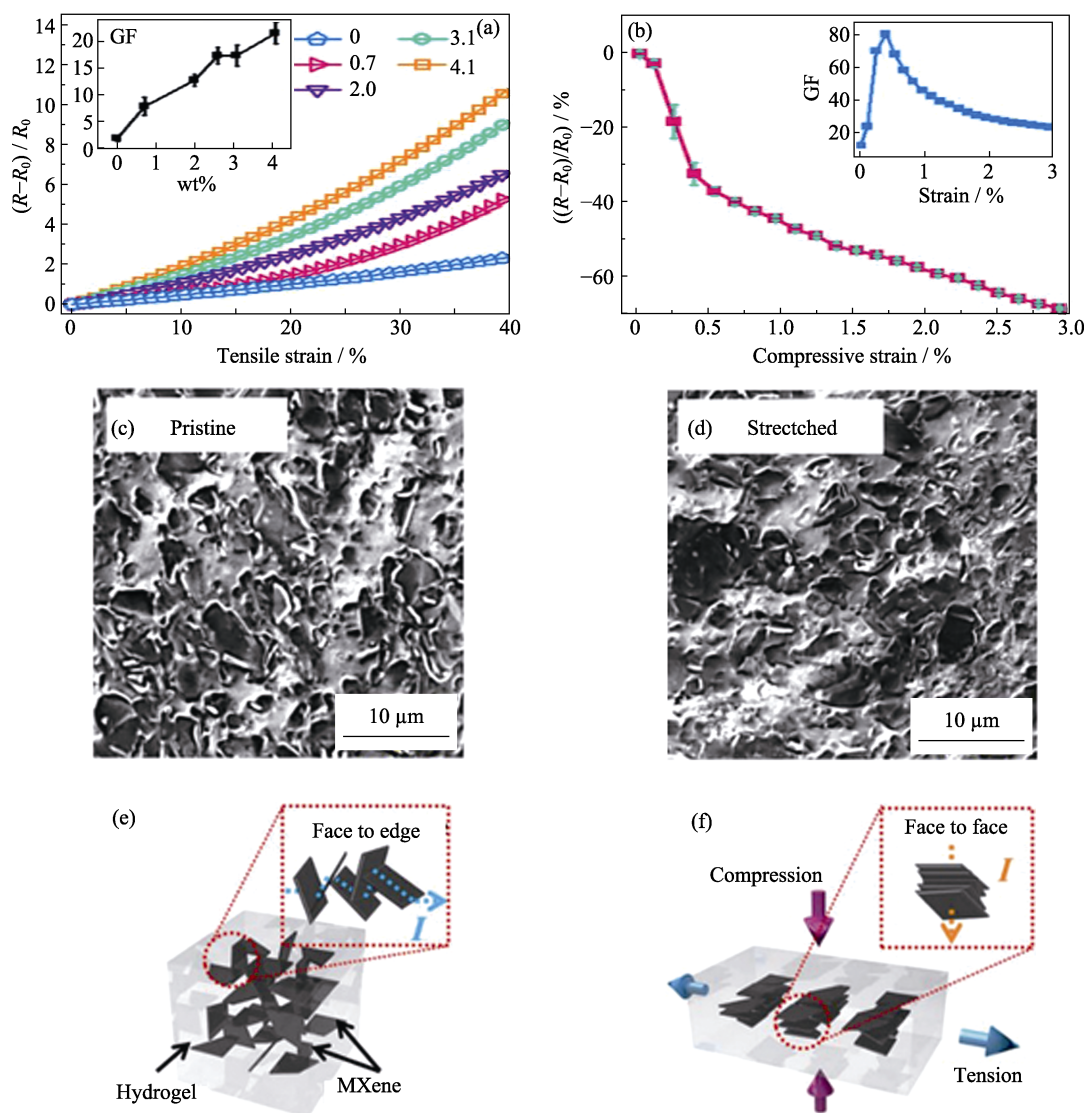 (a)
14
12
10
8
6
4
2
0
(R−R0) / R0
GF
20
15
10
5
0
0 1 2 3 4
wt%
0 3.1
0.7 4.1
2.0
0 10 20 30 40
Tensile strain / %
(b)
0
−20
−40
−60
((R−R0)/R0) / %
80
60
40
20
GF
0 1 2 3
Strain / %
0 0.5 1.0 1.5 2.0 2.5 3.0
Compressive strain / %
(c) Pristine
10 μm
(d) Strectched
10 μm
(e)
Face to edge
I
Hydrogel
MXene
(f)
Face to face
I
Compression
Tension